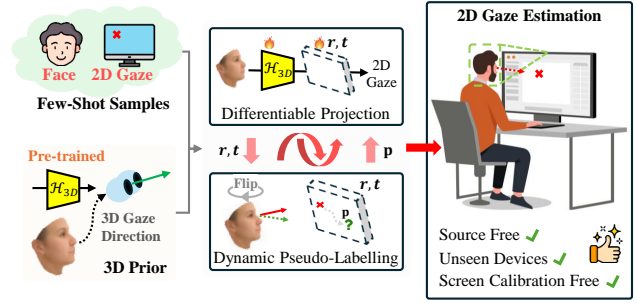 Face
2D Gaze
Few-Shot Samples
Pre-trained
H3D
3D Gaze
Direction
3D Prior
H3D
r, t
2D
Gaze
Differentiable Projection
r, t
p
Flip
r, t
p
?
Dynamic Pseudo-Labelling
2D Gaze Estimation
Source Free
Unseen Devices
Screen Calibration Free